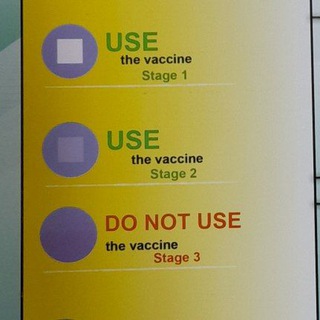 USE
the vaccine
Stage 1
USE
the vaccine
Stage 2
DO NOT USE
the vaccine
Stage 3